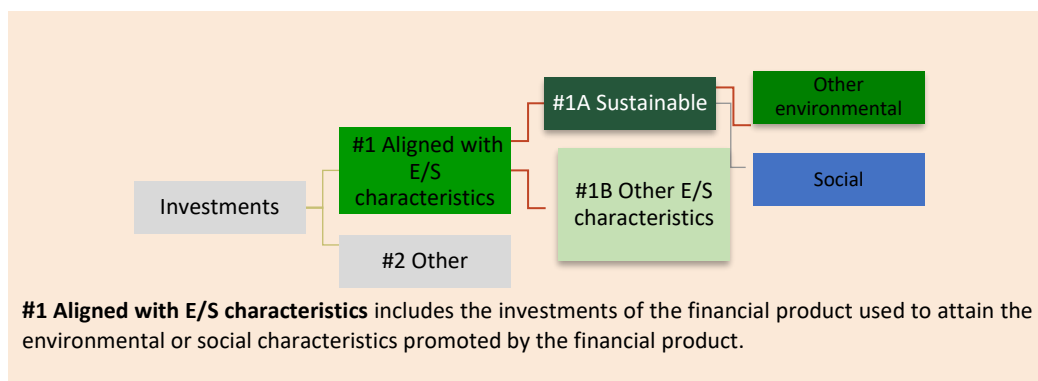 Investments
#1 Aligned with
E/S
characteristics
#2 Other
#1A Sustainable
#1B Other E/S
characteristics
Other
environmental
Social
#1 Aligned with E/S characteristics includes the investments of the financial product used to attain the
environmental or social characteristics promoted by the financial product.